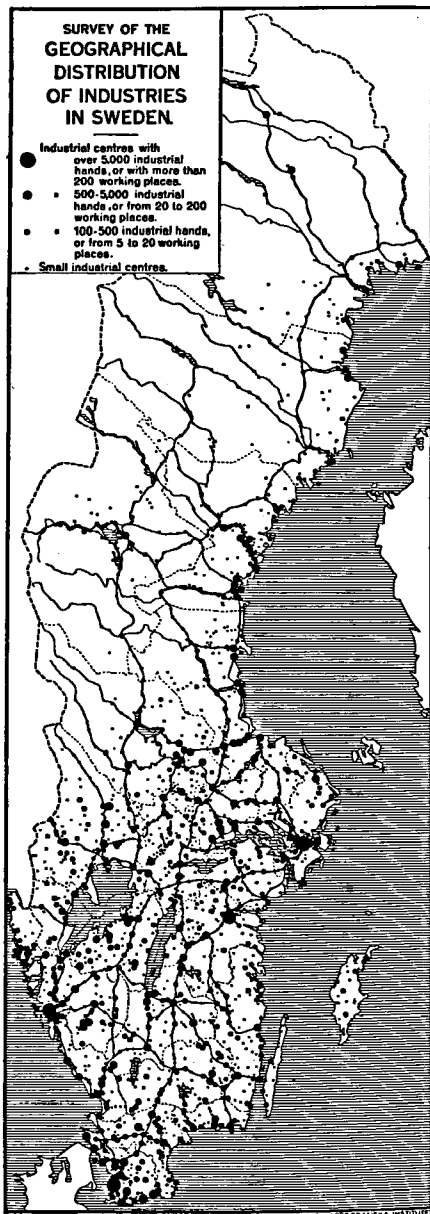 SURVEY OF THE
GEOGRAPHICAL
DISTRIBUTION
OF INDUSTRIES
IN SWEDEN.
Industrial centres with
over 5.000 industrial
hands, or with more than
200 working places.
" 500-5,000 industrial
hands, or from 20 to 200
working places.
" 100-500 industrial hands,
or from 5 to 20 working
places.
Small industrial centres.